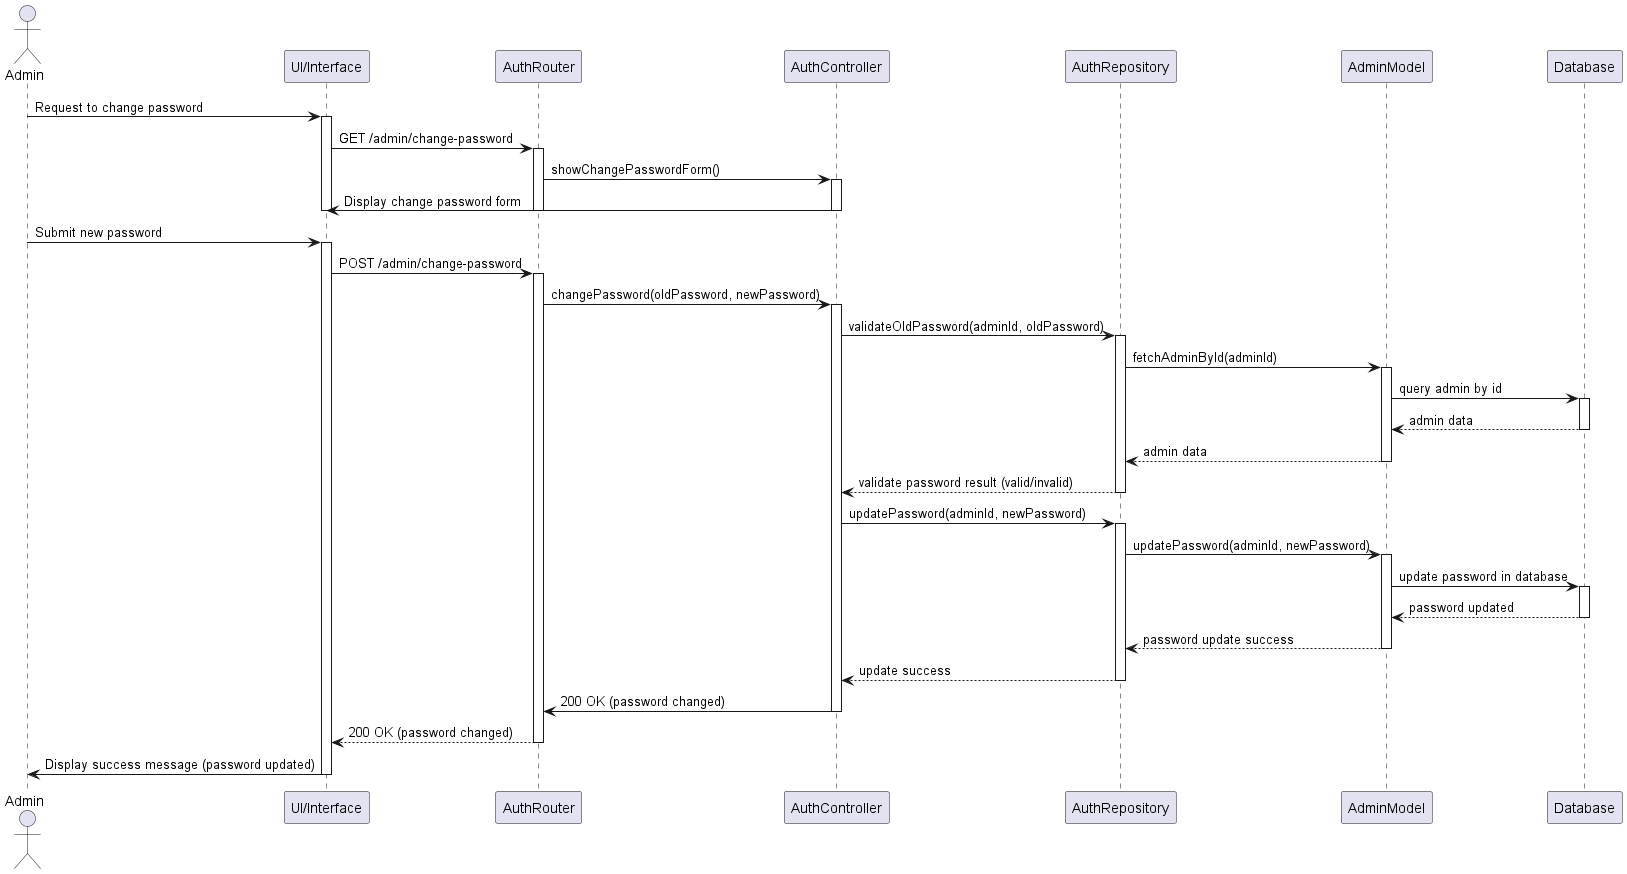 Admin
UI/Interface
AuthRouter
AuthController
AuthRepository
AdminModel
Database
Request to change password
GET /admin/change-password
showChangePasswordForm()
Display change password form
Submit new password
POST /admin/change-password
changePassword(oldPassword, newPassword)
validateOldPassword(adminId, oldPassword)
fetchAdminById(adminId)
query admin by id
admin data
admin data
validate password result (valid/invalid)
updatePassword(adminId, newPassword)
updatePassword(adminId, newPassword)
update password in database
password updated
password update success
update success
200 OK (password changed)
200 OK (password changed)
Display success message (password updated)
Admin
UI/Interface
AuthRouter
AuthController
AuthRepository
AdminModel
Database